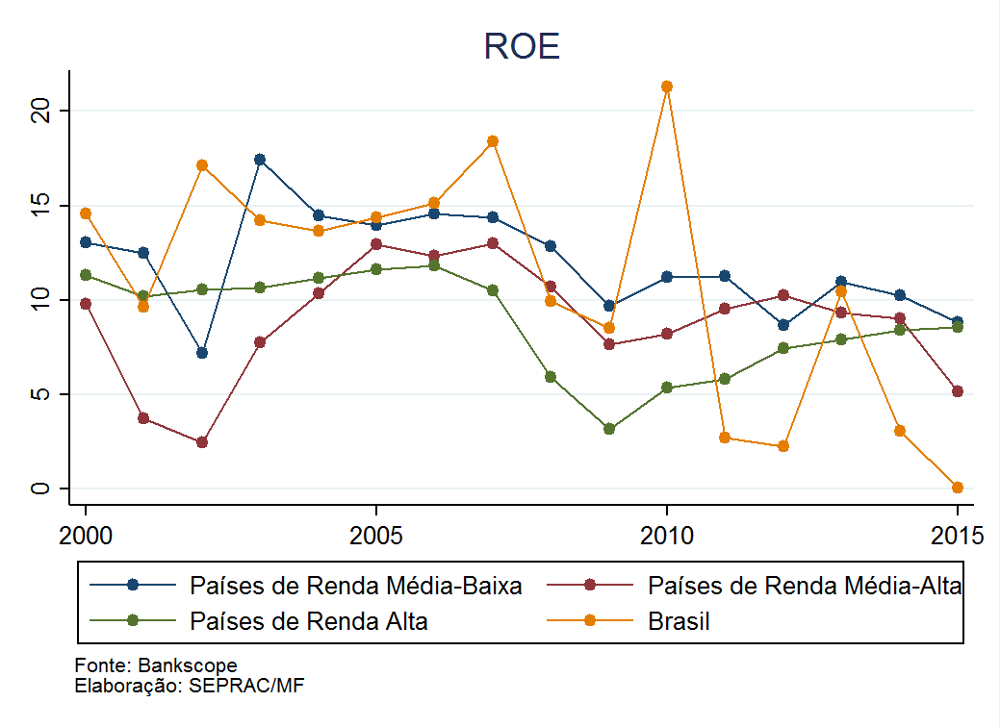 ROE
20
15
10
5
0
2000 2005 2010 2015
Países de Renda Média-Baixa Países de Renda Média-Alta
Países de Renda Alta Brasil
Fonte: Bankscope
Elaboração: SEPRAC/MF